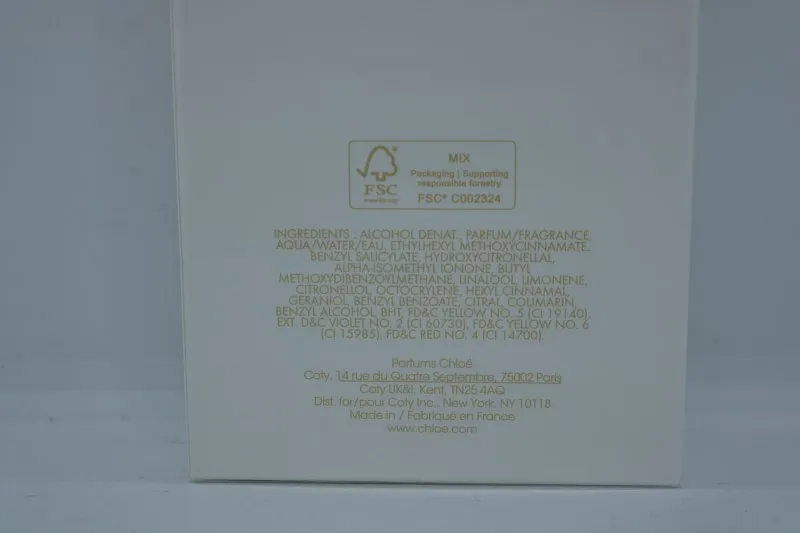 FSC
www.fsc.org
MIX
Packaging | Supporting
responsible forestry
FSC® C002324
INGREDIENTS : ALCOHOL DENAT., PARFUM/FRAGRANCE,
AQUA/WATER/EAU, ETHYLHEXYL METHOXYCINNAMATE,
BENZYL SALICYLATE, HYDROXYCITRONELLAL,
ALPHA ISOMETHYL IONONE, BUTYL
METHOXYDIBENZOYLMETHANE, LINALOOL, LIMONENE,
CITRONELLOL, OCTOCRYLENE, HEXYL CINNAMAL,
GERANIOL, BENZYL BENZOATE, CITRAL, COUMARIN,
BENZYL ALCOHOL, BHT, FD&C YELLOW NO. 5 (CI 19140),
EXT. D&C VIOLET NO. 2 (CI 60730), FD&C YELLOW NO. 6
(CI 15985), FD&C RED NO. 4 (CI 14700).
Parfums Chloé
Coty, 14 rue du Quatre Septembre, 75002 Paris
Coty UK&I, Kent, TN25 4AQ
Dist. for/pour Coty Inc., New York, NY 10118
Made in / Fabriqué en France
www.chloe.com